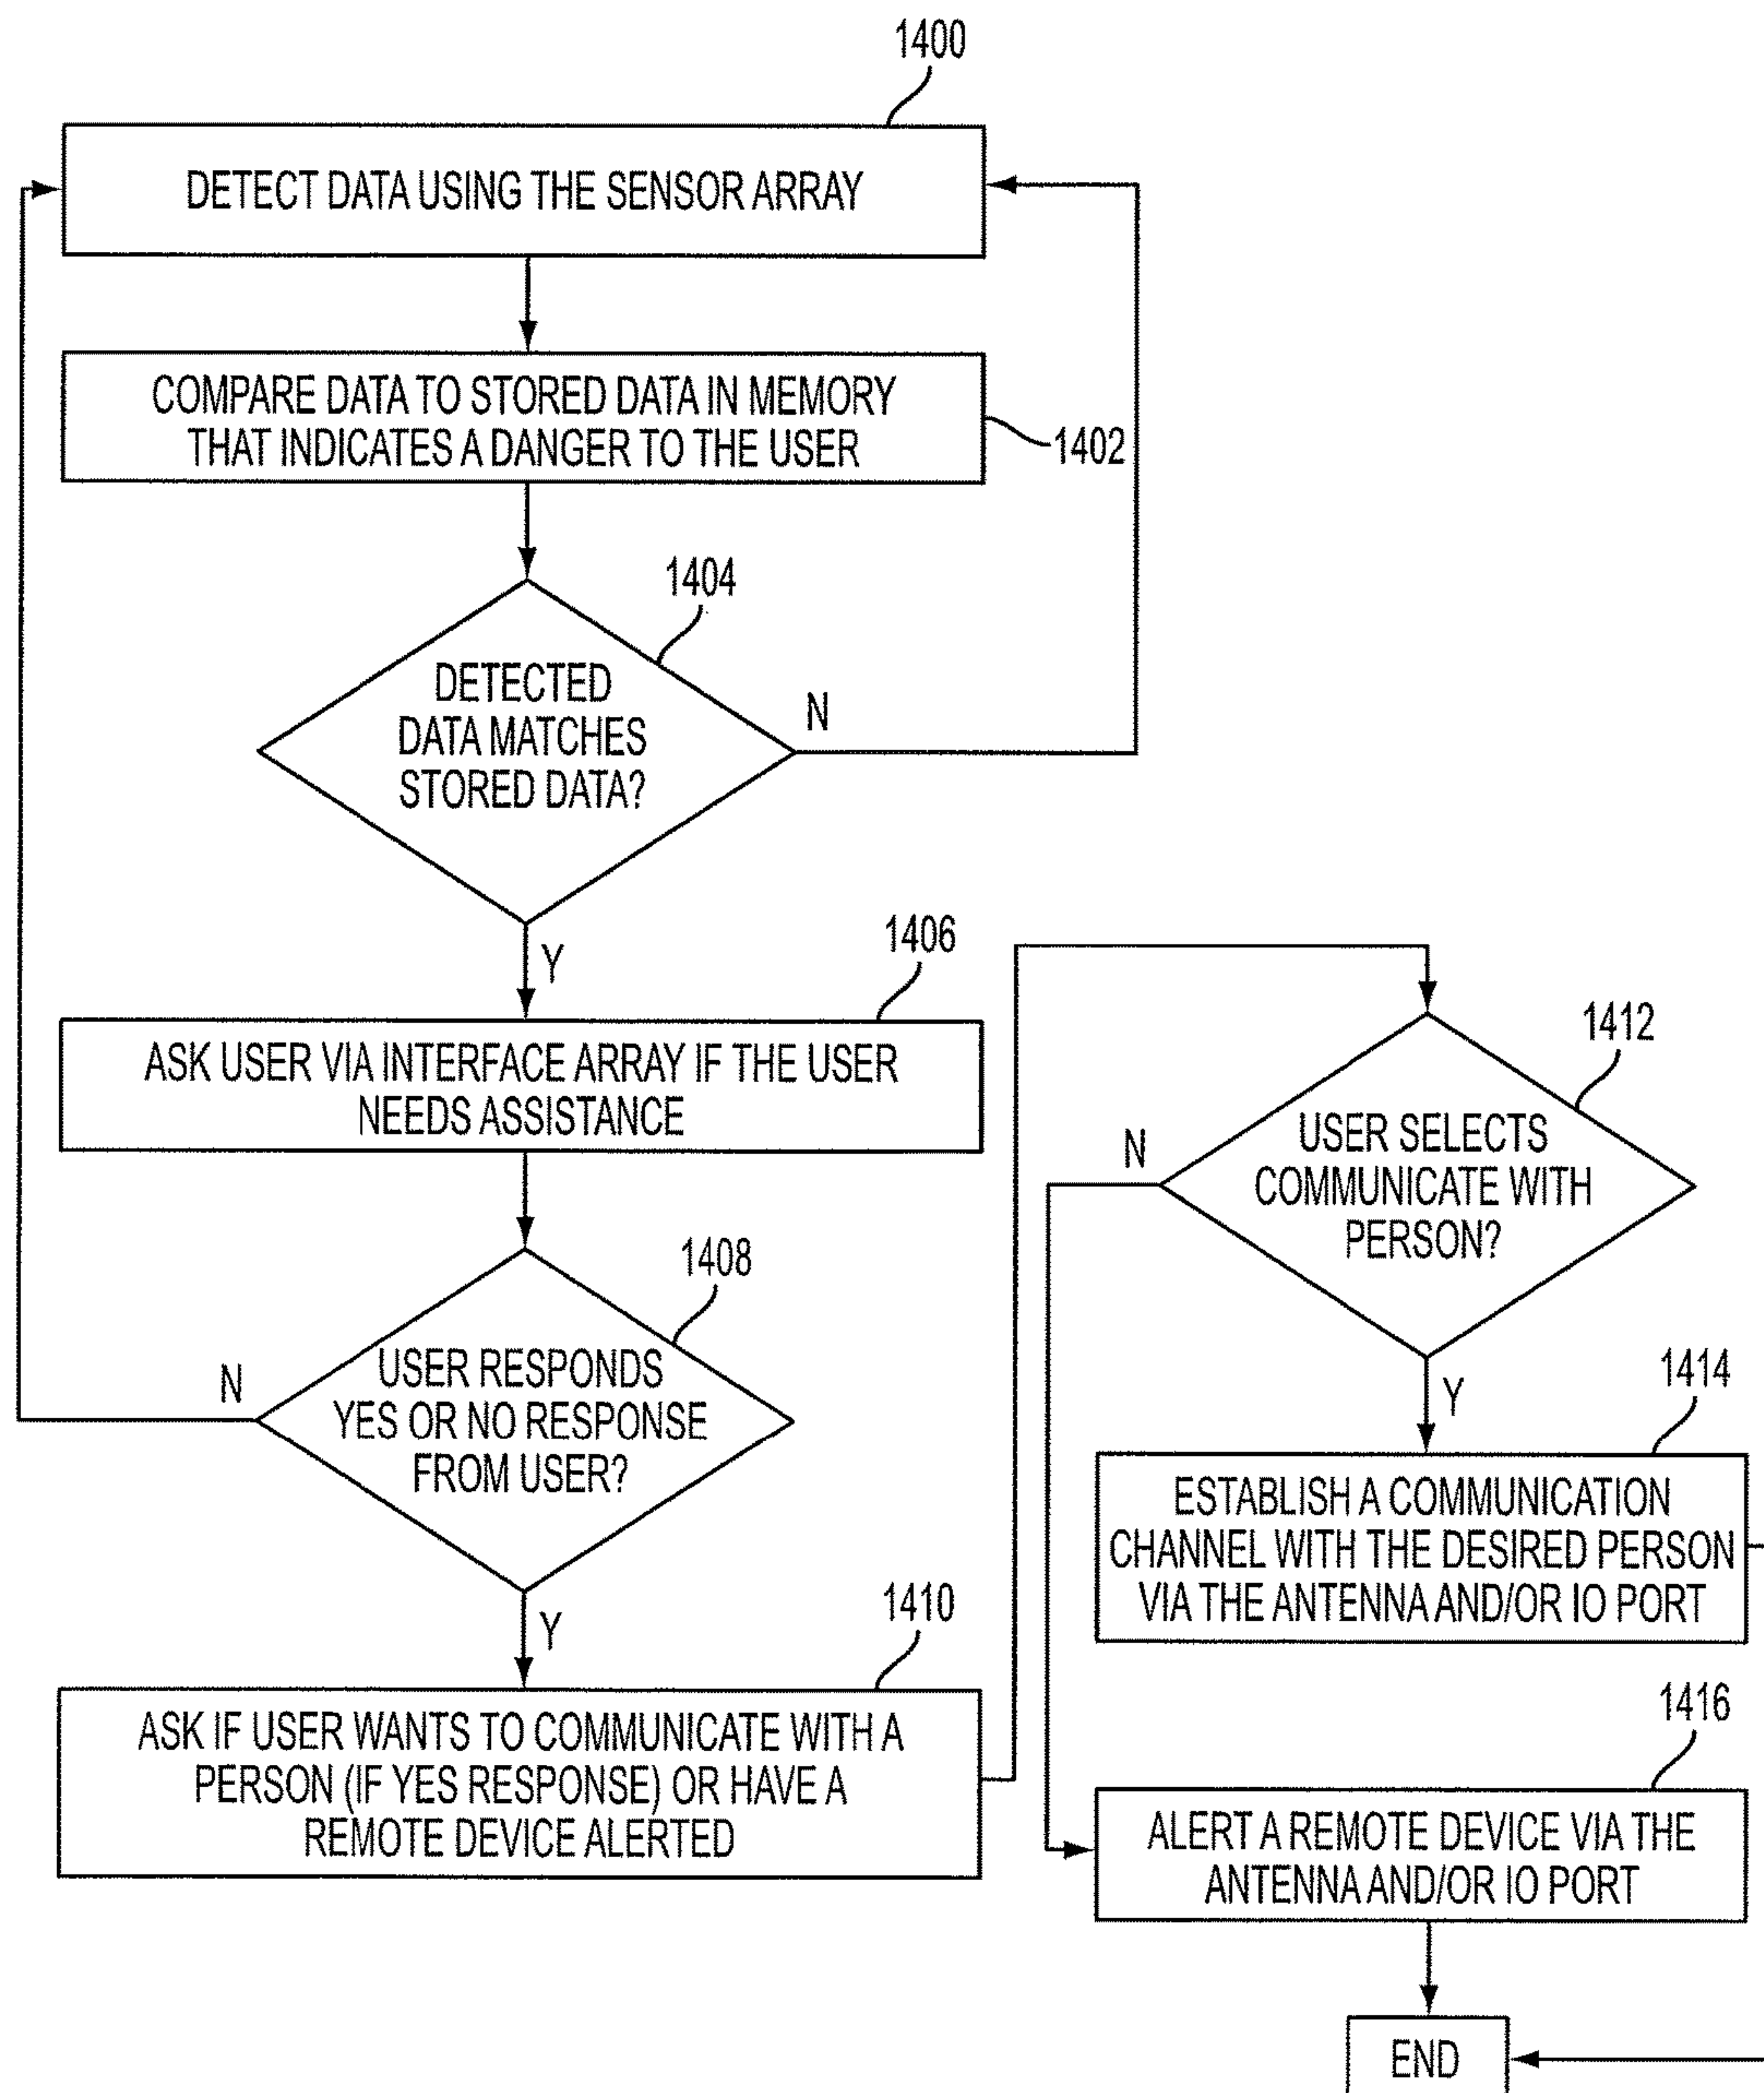 1400
DETECT DATA USING THE SENSOR ARRAY
COMPARE DATA TO STORED DATA IN MEMORY
THAT INDICATES A DANGER TO THE USER
1402
1404
DETECTED
DATA MATCHES
STORED DATA?
N
Y
1406
ASK USER VIA INTERFACE ARRAY IF THE USER
NEEDS ASSISTANCE
1408
USER RESPONDS
YES OR NO RESPONSE
FROM USER?
N
Y
1410
ASK IF USER WANTS TO COMMUNICATE WITH A
PERSON (IF YES RESPONSE) OR HAVE A
REMOTE DEVICE ALERTED
1412
USER SELECTS
COMMUNICATE WITH
PERSON?
N
Y
1414
ESTABLISH A COMMUNICATION
CHANNEL WITH THE DESIRED PERSON
VIA THE ANTENNA AND/OR IO PORT
1416
ALERT A REMOTE DEVICE VIA THE
ANTENNA AND/OR IO PORT
END